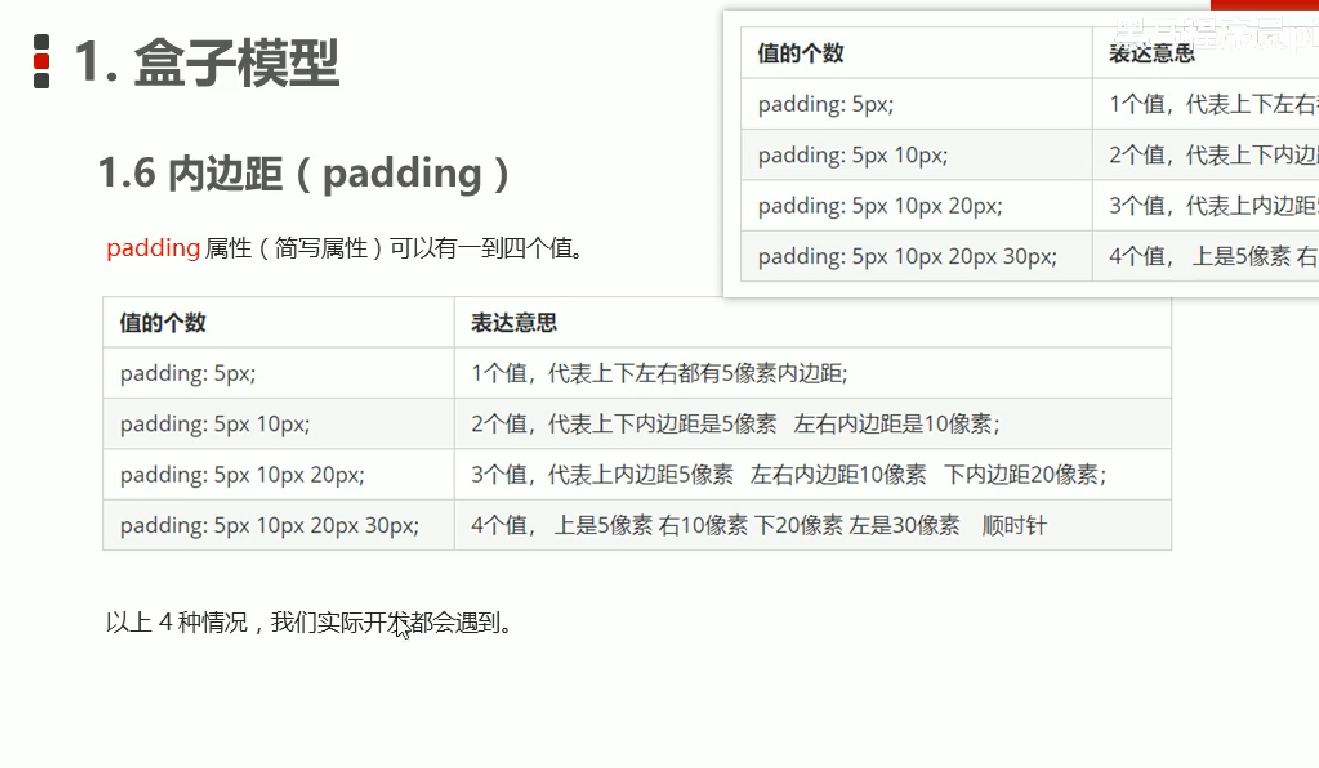 1. 盒子模型
1.6 内边距（padding）
padding 属性（简写属性）可以有一到四个值。
值的个数 表达意思
padding: 5px; 1个值，代表上下左右都有5像素内边距;
padding: 5px 10px; 2个值，代表上下内边距是5像素 左右内边距是10像素；
padding: 5px 10px 20px; 3个值，代表上内边距5像素 左右内边距10像素 下内边距20像素；
padding: 5px 10px 20px 30px; 4个值， 上是5像素 右10像素 下20像素 左是30像素 顺时针
以上 4 种情况，我们实际开发都会遇到。
黑马程序员
值的个数 表达意思
padding: 5px; 1个值，代表上下左右
padding: 5px 10px; 2个值，代表上下内边
padding: 5px 10px 20px; 3个值，代表上内边距
padding: 5px 10px 20px 30px; 4个值， 上是5像素 右